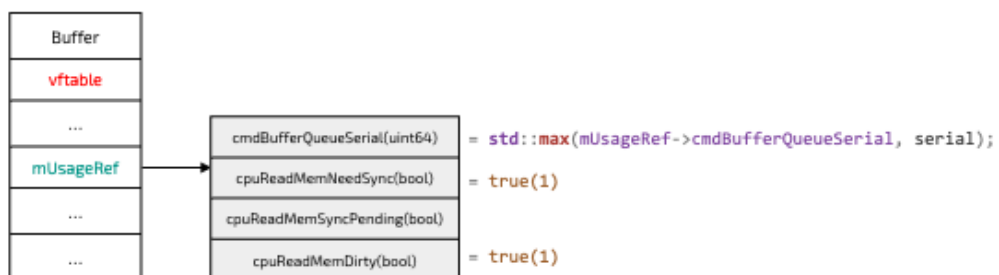 Buffer
vftable
...
mUsageRef
...
...
cmdBufferQueueSerial(uint64) = std::max(mUsageRef->cmdBufferQueueSerial, serial);
cpuReadMemNeedSync(bool) = true(1)
cpuReadMemSyncPending(bool)
cpuReadMemDirty(bool) = true(1)